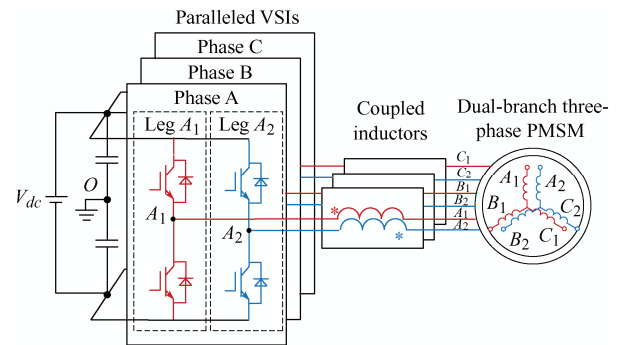 Paralleled VSIs
Phase C
Phase B
Phase A
Leg A1
Leg A2
Coupled
inductors
Dual-branch three-
phase PMSM
Vdc
O
A1
A2
*
*
C1
C2
B1
B2
A1
A2
A1
A2
B1
C2
B2
C1